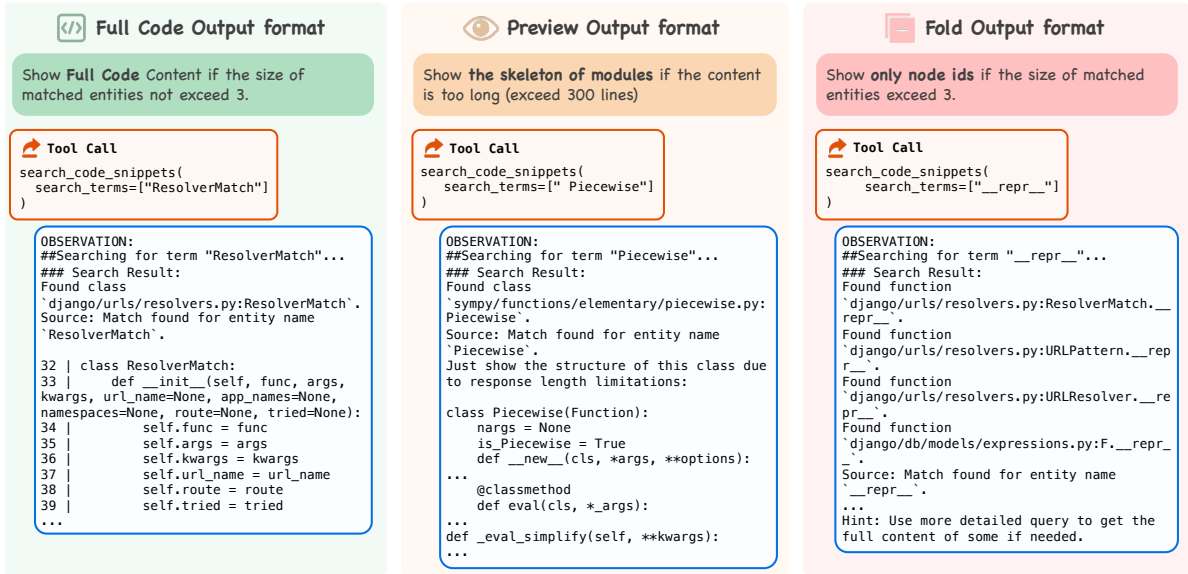 </> Full Code Output format
Show Full Code Content if the size of
matched entities not exceed 3.
Tool Call
search_code_snippets(
  search_terms=["ResolverMatch"]
)
OBSERVATION:
##Searching for term "ResolverMatch"...
### Search Result:
Found class
`django/urls/resolvers.py:ResolverMatch`.
Source: Match found for entity name
`ResolverMatch`.
32 | class ResolverMatch:
33 |     def __init__(self, func, args,
kwargs, url_name=None, app_names=None,
namespaces=None, route=None, tried=None):
34 |         self.func = func
35 |         self.args = args
36 |         self.kwargs = kwargs
37 |         self.url_name = url_name
38 |         self.route = route
39 |         self.tried = tried
...
Preview Output format
Show the skeleton of modules if the content
is too long (exceed 300 lines)
Tool Call
search_code_snippets(
   search_terms=[" Piecewise"]
)
OBSERVATION:
##Searching for term "Piecewise"...
### Search Result:
Found class
`sympy/functions/elementary/piecewise.py:
Piecewise`.
Source: Match found for entity name
`Piecewise`.
Just show the structure of this class due
to response length limitations:
class Piecewise(Function):
    nargs = None
    is_Piecewise = True
    def __new__(cls, *args, **options):
...
    @classmethod
    def eval(cls, *_args):
...
def _eval_simplify(self, **kwargs):
...
Fold Output format
Show only node ids if the size of matched
entities exceed 3.
Tool Call
search_code_snippets(
     search_terms=["__repr__"]
)
OBSERVATION:
##Searching for term "__repr__"...
### Search Result:
Found function
`django/urls/resolvers.py:ResolverMatch.__
repr__`.
Found function
`django/urls/resolvers.py:URLPattern.__rep
r__`.
Found function
`django/urls/resolvers.py:URLResolver.__re
pr__`.
Found function
`django/db/models/expressions.py:F.__repr_
_`.
Source: Match found for entity name
`__repr__`.
...
Hint: Use more detailed query to get the
full content of some if needed.